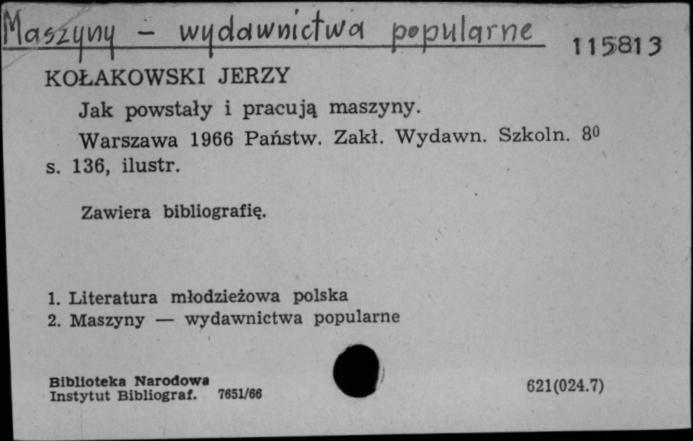 Maszyny - wydawnictwa popularne
115813
KOŁAKOWSKI JERZY
Jak powstały i pracują maszyny.
Warszawa 1966 Państw. Zakł. Wydawn. Szkoln. 8⁰
s. 136, ilustr.
Zawiera bibliografię.
1. Literatura młodzieżowa polska
2. Maszyny — wydawnictwa popularne
Biblioteka Narodowa
Instytut Bibliograf. 7651/66
621(024.7)